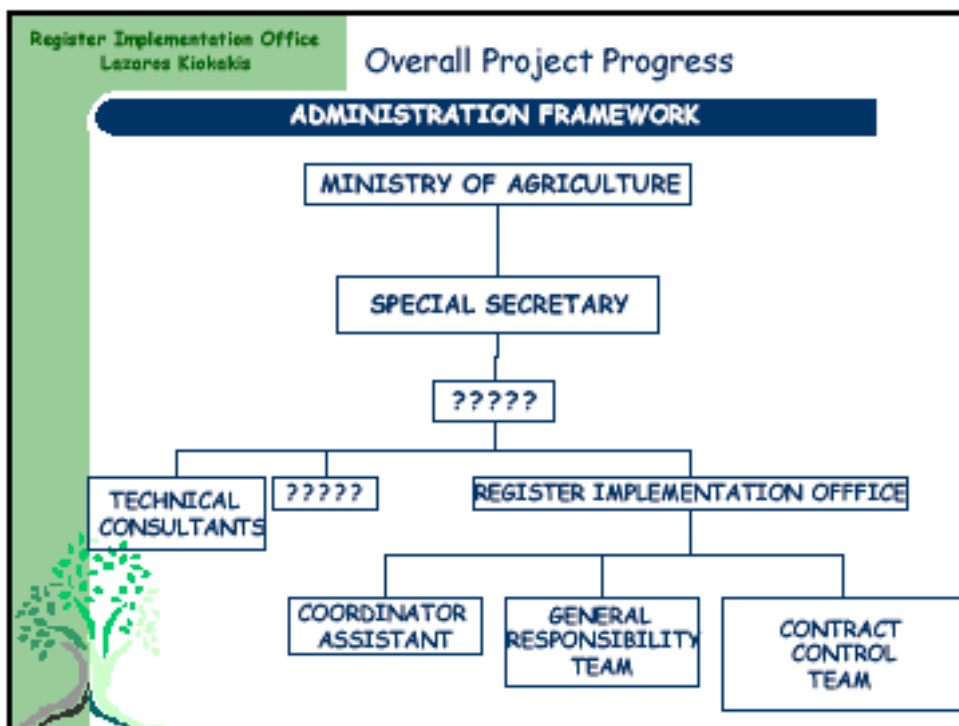 Register Implementation Office
Lazaros Kiokakis
Overall Project Progress
ADMINISTRATION FRAMEWORK
MINISTRY OF AGRICULTURE
SPECIAL SECRETARY
?????
TECHNICAL
CONSULTANTS
?????
REGISTER IMPLEMENTATION OFFFICE
COORDINATOR
ASSISTANT
GENERAL
RESPONSIBILITY
TEAM
CONTRACT
CONTROL
TEAM